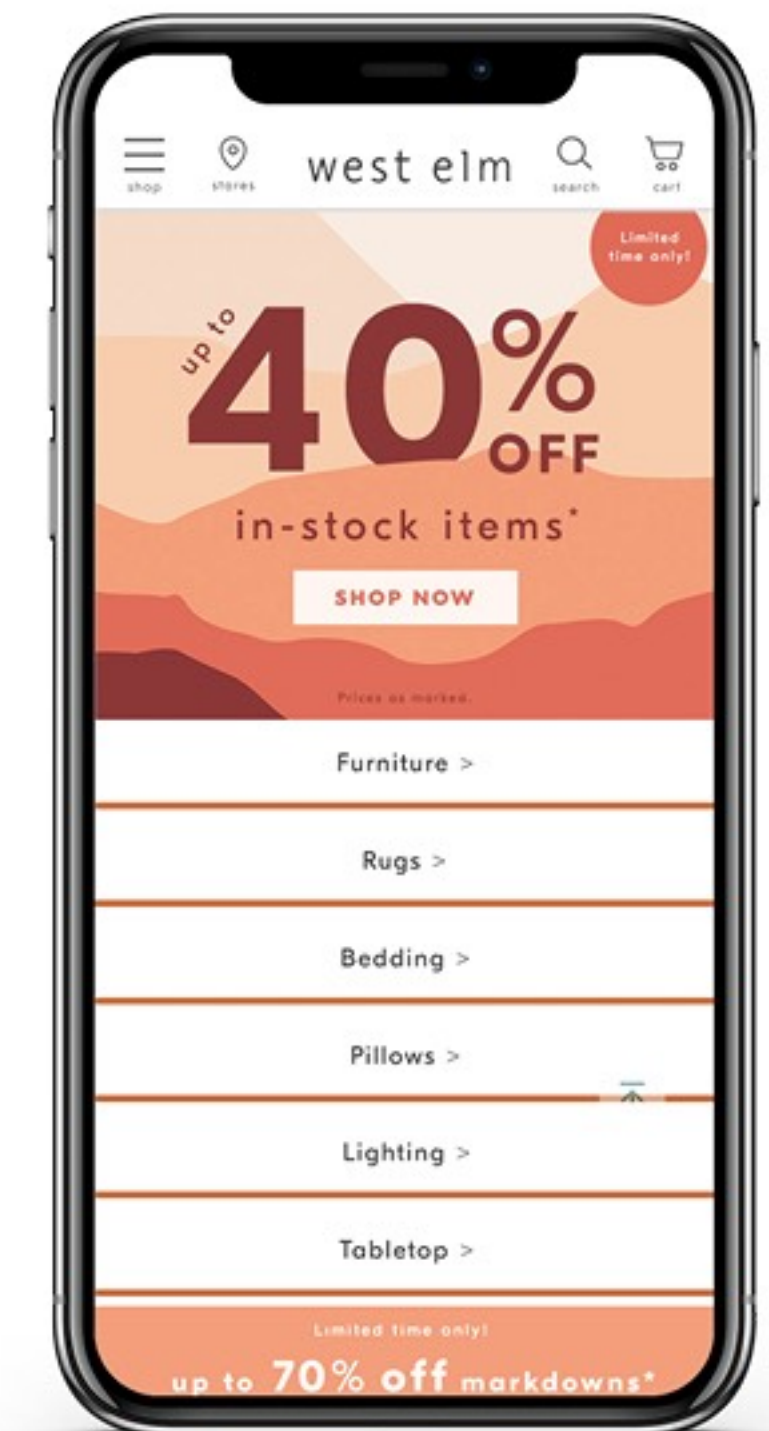 shop
stores
west elm
search
cart
Limited
time only!
up to
40%
OFF
in-stock items*
SHOP NOW
Prices as marked.
Furniture >
Rugs >
Bedding >
Pillows >
Lighting >
Tabletop >
Limited time only!
up to 70% off markdowns*